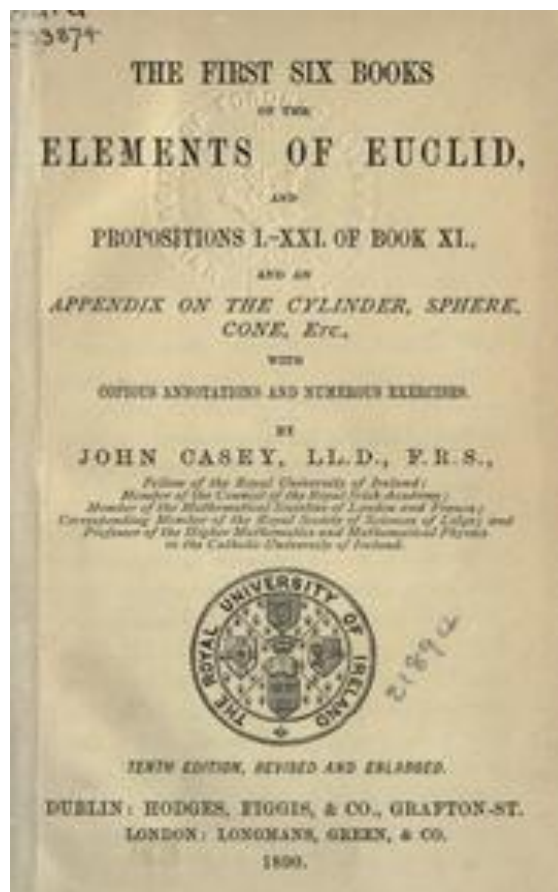 3874
THE FIRST SIX BOOKS
OF THE
ELEMENTS OF EUCLID,
AND
PROPOSITIONS I.-XXI. OF BOOK XI.,
AND AN
APPENDIX ON THE CYLINDER, SPHERE,
CONE, ETC.,
WITH
COPIOUS ANNOTATIONS AND NUMEROUS EXERCISES.
BY
JOHN CASEY, LL.D., F.R.S.,
Fellow of the Royal University of Ireland;
Member of the Council of the Royal Irish Academy;
Member of the Mathematical Societies of London and France;
Corresponding Member of the Royal Society of Sciences of Liége; and
Professor of the Higher Mathematics and Mathematical Physics
in the Catholic University of Ireland.
THE ROYAL UNIVERSITY OF IRELAND
TENTH EDITION, REVISED AND ENLARGED.
DUBLIN: HODGES, FIGGIS, & CO., GRAFTON-ST.
LONDON: LONGMANS, GREEN, & CO.
1890.